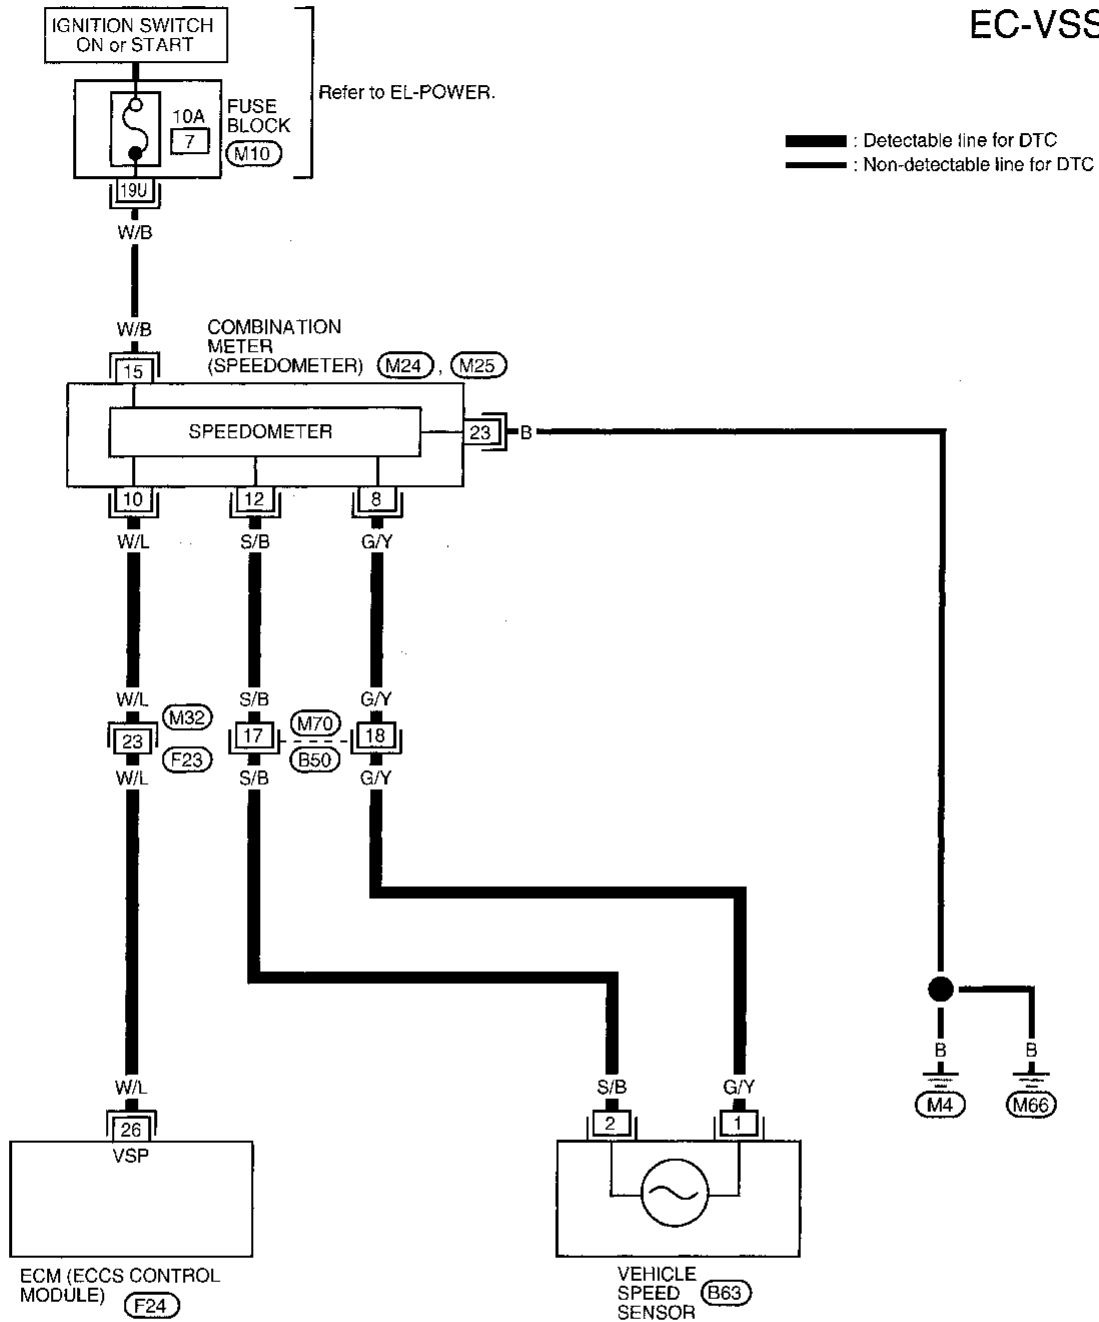 EC-VSS
IGNITION SWITCH
ON or START
Refer to EL-POWER.
10A
7
FUSE
BLOCK
M10
: Detectable line for DTC
: Non-detectable line for DTC
19U
W/B
W/B
COMBINATION
METER
(SPEEDOMETER) M24 , M25
15
SPEEDOMETER
23
B
10
12
8
W/L
S/B
G/Y
W/L
S/B
G/Y
M32
23
F23
17
M70
B50
18
W/L
S/B
G/Y
B
B
M4
M66
W/L
S/B
G/Y
26
VSP
2
1
ECM (ECCS CONTROL
MODULE) F24
VEHICLE
SPEED
SENSOR
B63